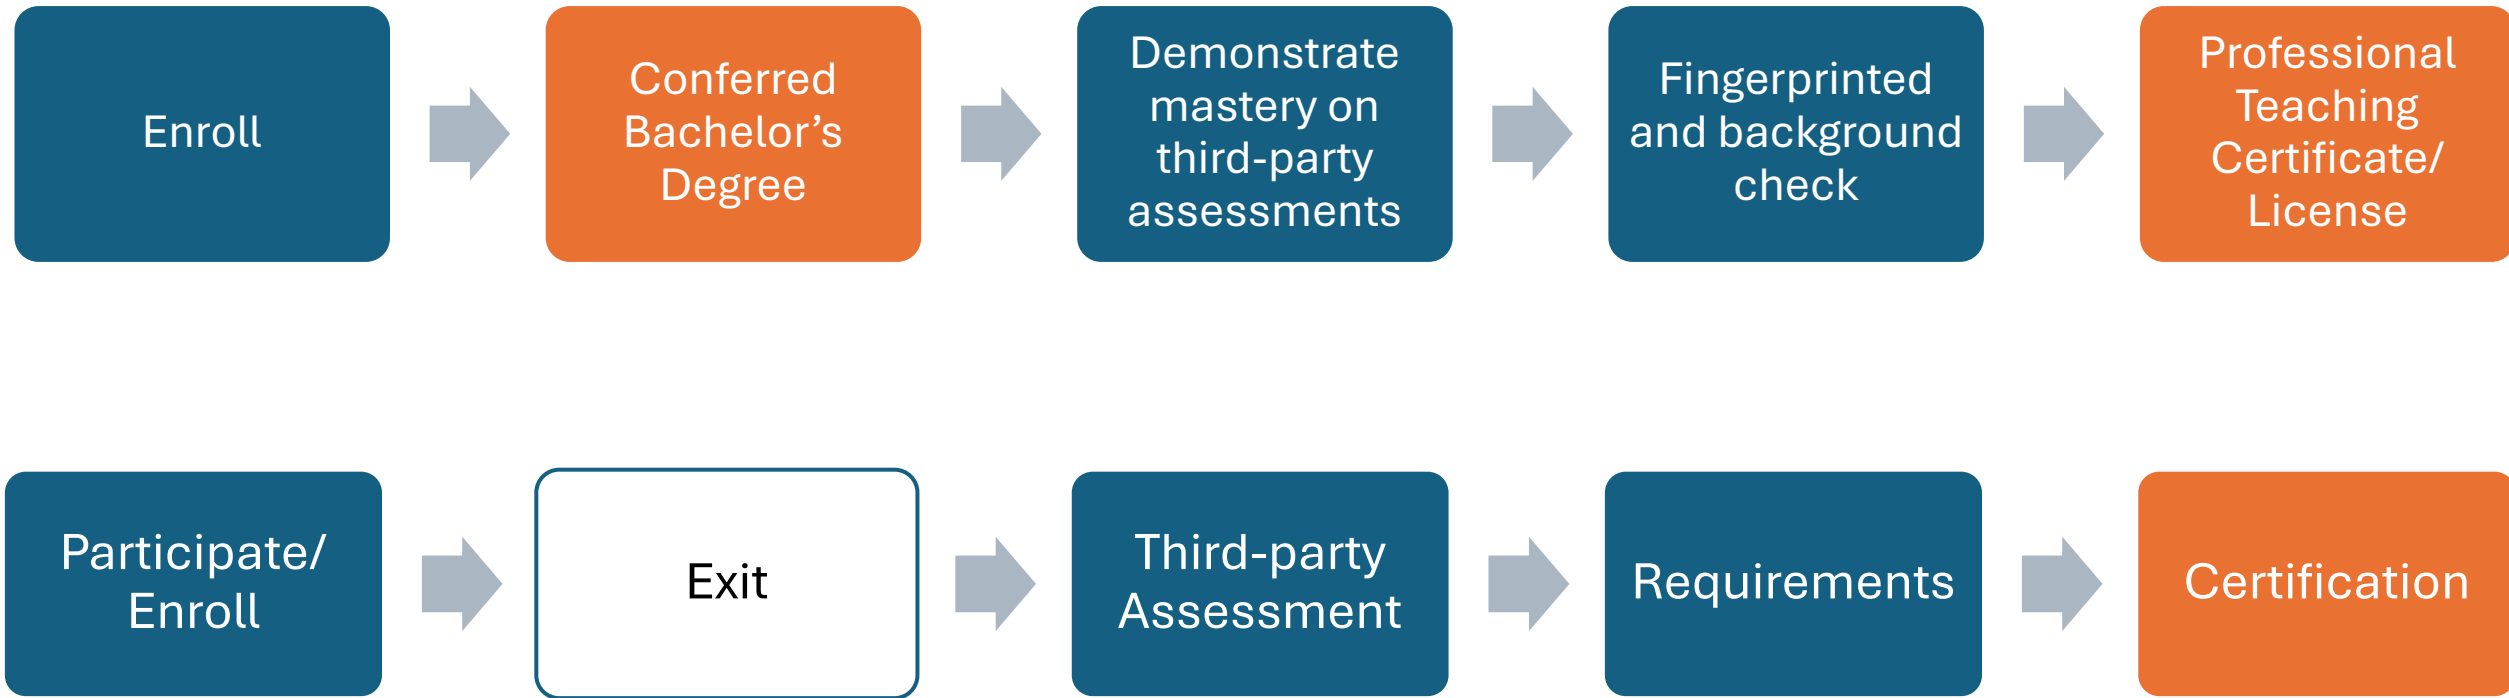 Enroll
Conferred
Bachelor’s
Degree
Demonstrate
mastery on
third-party
assessments
Fingerprinted
and background
check
Professional
Teaching
Certificate/
License
Participate/
Enroll
Exit
Third-party
Assessment
Requirements
Certification